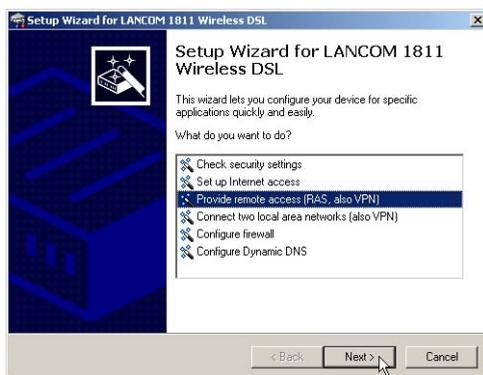 Setup Wizard for LANCOM 1811 Wireless DSL
Setup Wizard for LANCOM 1811
Wireless DSL
This wizard lets you configure your device for specific
applications quickly and easily.
What do you want to do?
Check security settings
Set up Internet access
Provide remote access (RAS, also VPN)
Connect two local area networks (also VPN)
Configure firewall
Configure Dynamic DNS
< Back
Next >
Cancel